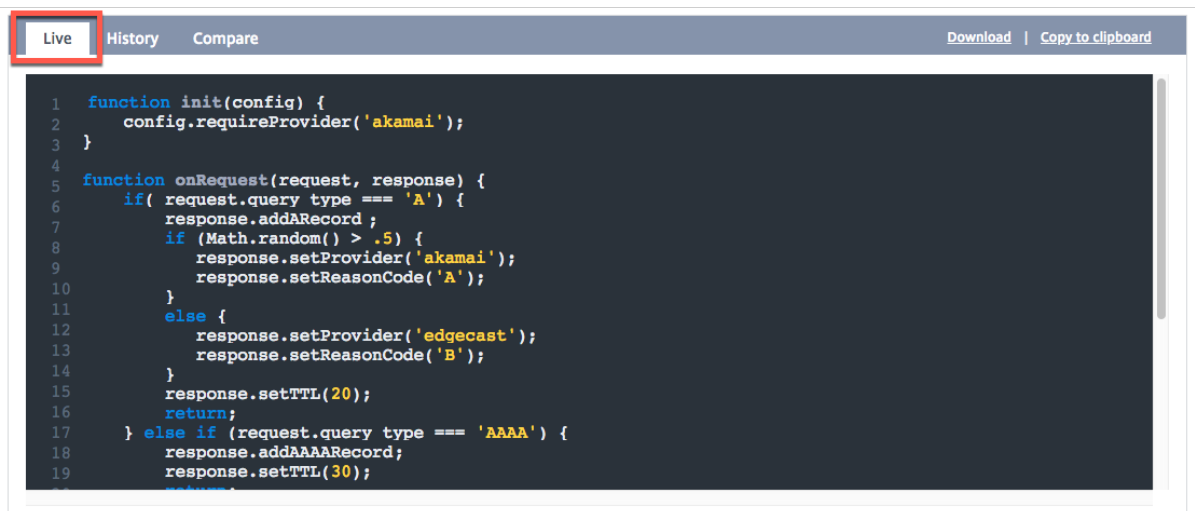 Live History Compare Download | Copy to clipboard
1 function init(config) {
2 config.requireProvider('akamai');
3 }
4
5 function onRequest(request, response) {
6 if( request.query type === 'A') {
7 response.addARecord ;
8 if (Math.random() > .5) {
9 response.setProvider('akamai');
10 response.setReasonCode('A');
11 }
12 else {
13 response.setProvider('edgecast');
14 response.setReasonCode('B');
15 }
16 response.setTTL(20);
17 return;
18 } else if (request.query type === 'AAAA') {
19 response.addAAAARecord;
response.setTTL(30);